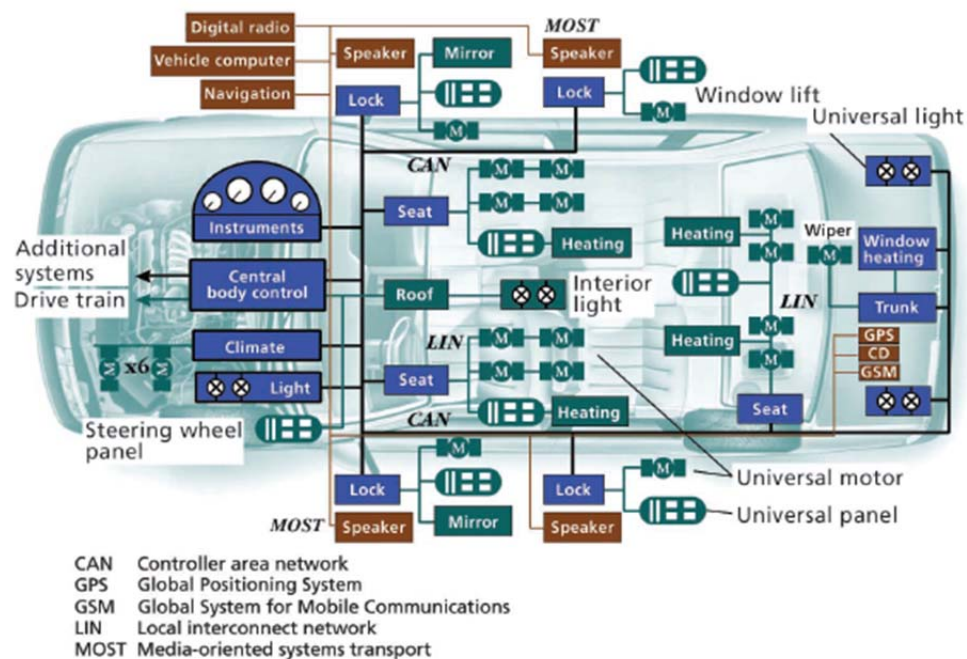 Digital radio
Vehicle computer
Navigation
Speaker
Mirror
Lock
M
MOST
Speaker
Lock
M
Window lift
Universal light
CAN
Instruments
Seat
M
M
M
M
Heating
Heating
M
M
Wiper
M
Window
heating
LIN
Trunk
Additional
systems
Drive train
Central
body control
Roof
Interior
light
Climate
Light
M
x6
M
LIN
Seat
M
M
M
M
CAN
Heating
Heating
M
M
GPS
CD
GSM
Seat
Steering wheel
panel
Lock
M
Mirror
MOST
Speaker
Lock
M
Speaker
Universal motor
Universal panel
CAN Controller area network
GPS Global Positioning System
GSM Global System for Mobile Communications
LIN Local interconnect network
MOST Media-oriented systems transport